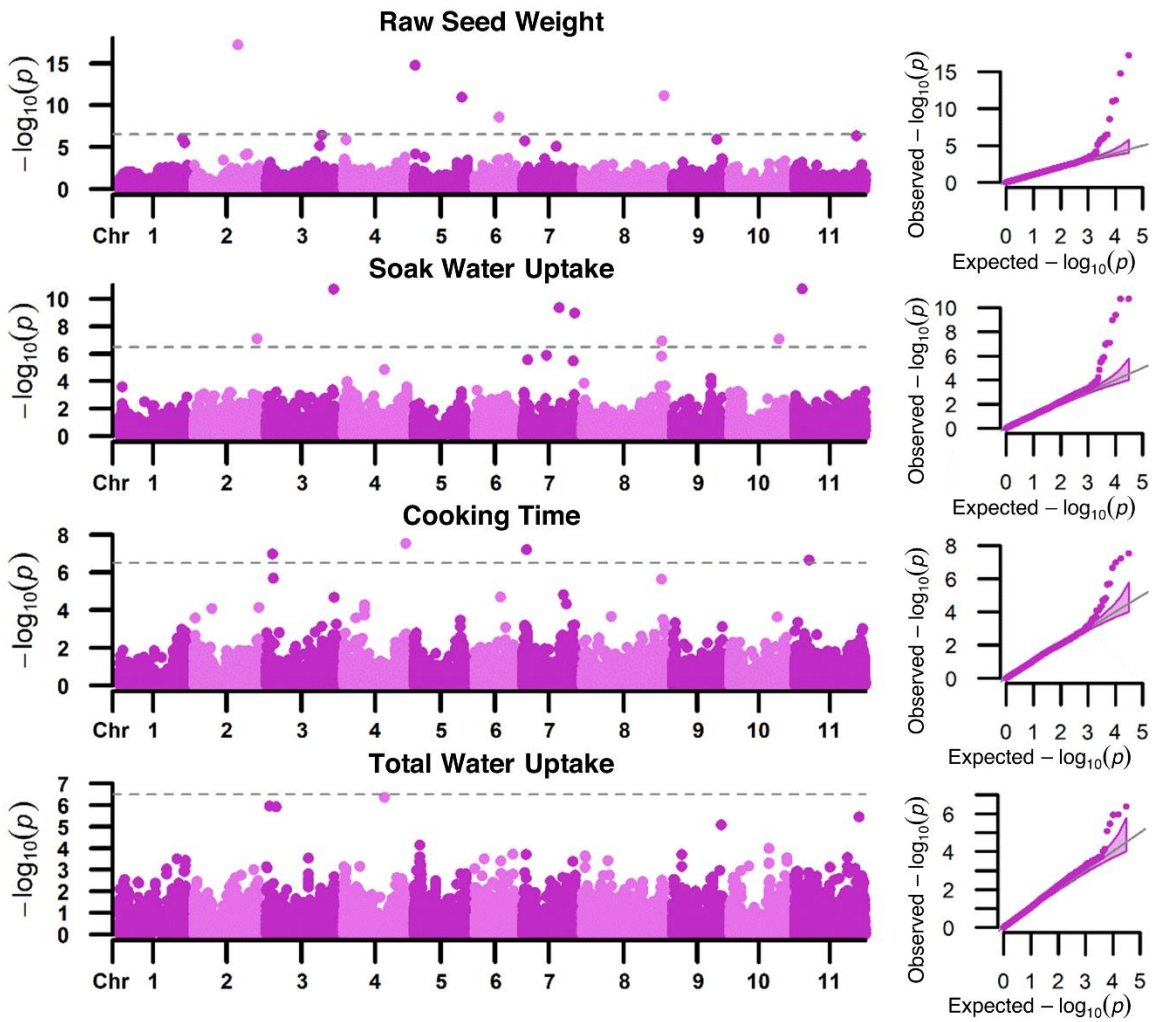 Raw Seed Weight
−log10(p)
15
10
5
0
Chr 1 2 3 4 5 6 7 8 9 10 11
Observed −log10(p)
15
10
5
0
0 1 2 3 4 5
Expected −log10(p)
Soak Water Uptake
−log10(p)
10
8
6
4
2
0
Chr 1 2 3 4 5 6 7 8 9 10 11
Observed −log10(p)
10
8
6
4
2
0
0 1 2 3 4 5
Expected −log10(p)
Cooking Time
−log10(p)
8
6
4
2
0
Chr 1 2 3 4 5 6 7 8 9 10 11
Observed −log10(p)
8
6
4
2
0
0 1 2 3 4 5
Expected −log10(p)
Total Water Uptake
−log10(p)
7
6
5
4
3
2
1
0
Chr 1 2 3 4 5 6 7 8 9 10 11
Observed −log10(p)
6
4
2
0
0 1 2 3 4 5
Expected −log10(p)